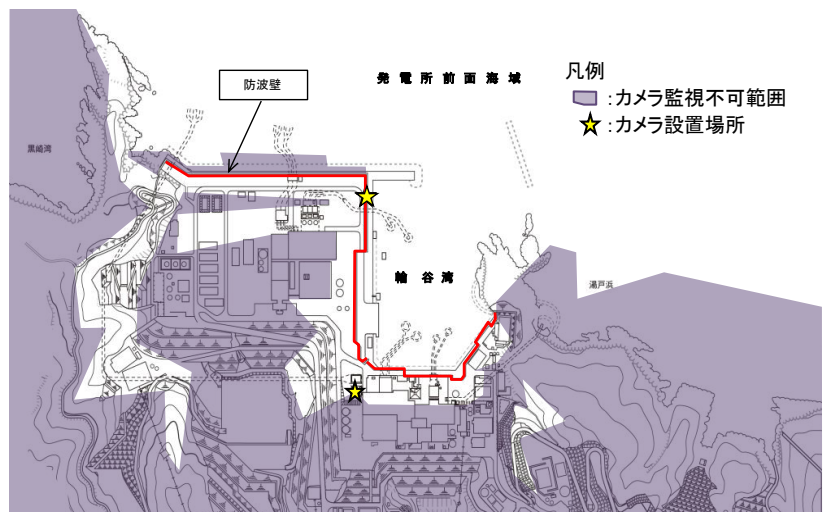 防波壁
発電所前面海域
凡例
:カメラ監視不可範囲
:カメラ設置場所
黒崎湾
輪谷湾
湯戸浜